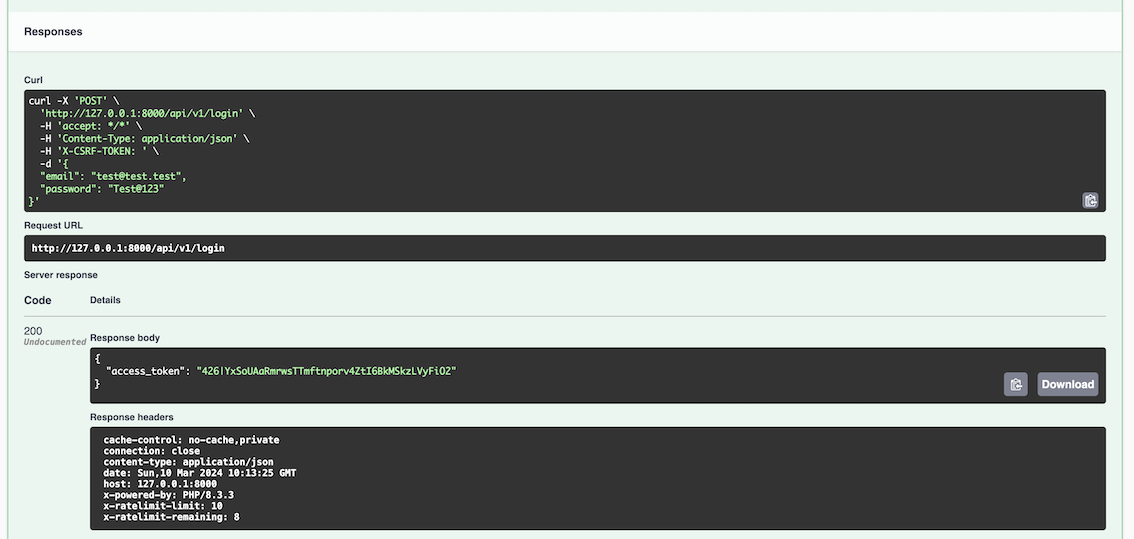 Responses
Curl
curl -X 'POST' \
'http://127.0.0.1:8000/api/v1/login' \
-H 'accept: */*' \
-H 'Content-Type: application/json' \
-H 'X-CSRF-TOKEN: ' \
-d '{
"email": "test@test.test",
"password": "Test@123"
}'
Request URL
http://127.0.0.1:8000/api/v1/login
Server response
Code Details
200
Undocumented
Response body
{
"access_token": "426|YxSoUAaRmrwsTTmftnporv4ZtI6BkMSkzLVyFiO2"
}
Download
Response headers
cache-control: no-cache,private
connection: close
content-type: application/json
date: Sun,10 Mar 2024 10:13:25 GMT
host: 127.0.0.1:8000
x-powered-by: PHP/8.3.3
x-ratelimit-limit: 10
x-ratelimit-remaining: 8